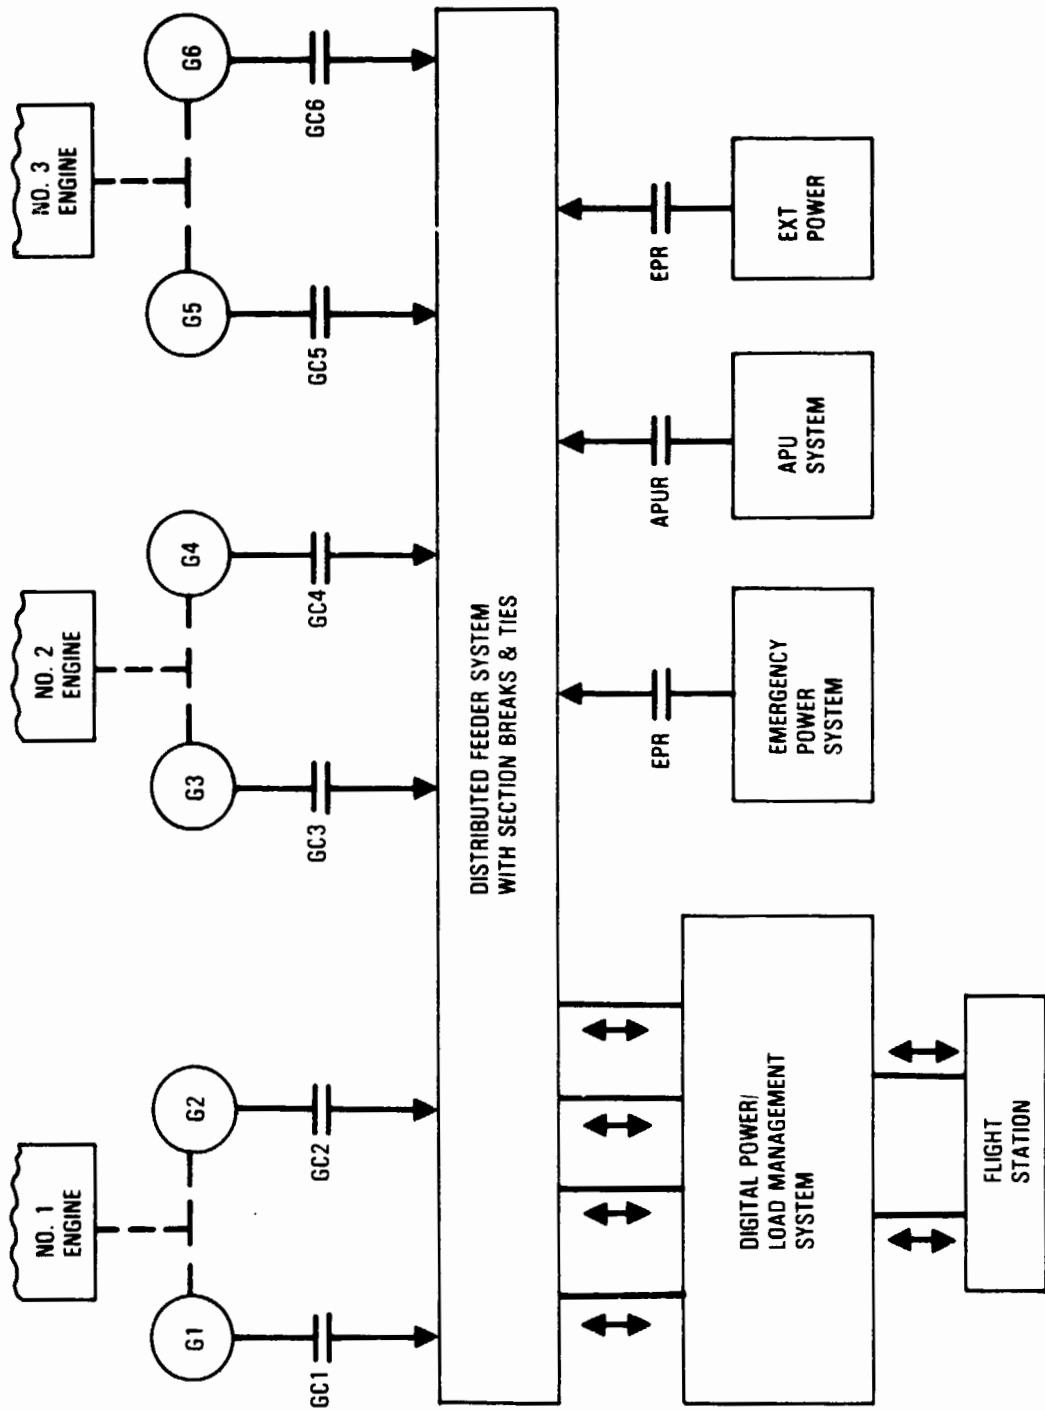 NO. 1
ENGINE
NO. 2
ENGINE
NO. 3
ENGINE
G1
G2
G3
G4
G5
G6
GC1
GC2
GC3
GC4
GC5
GC6
DISTRIBUTED FEEDER SYSTEM
WITH SECTION BREAKS & TIES
EPR
APUR
EPR
DIGITAL POWER/
LOAD MANAGEMENT
SYSTEM
EMERGENCY
POWER
SYSTEM
APU
SYSTEM
EXT
POWER
FLIGHT
STATION